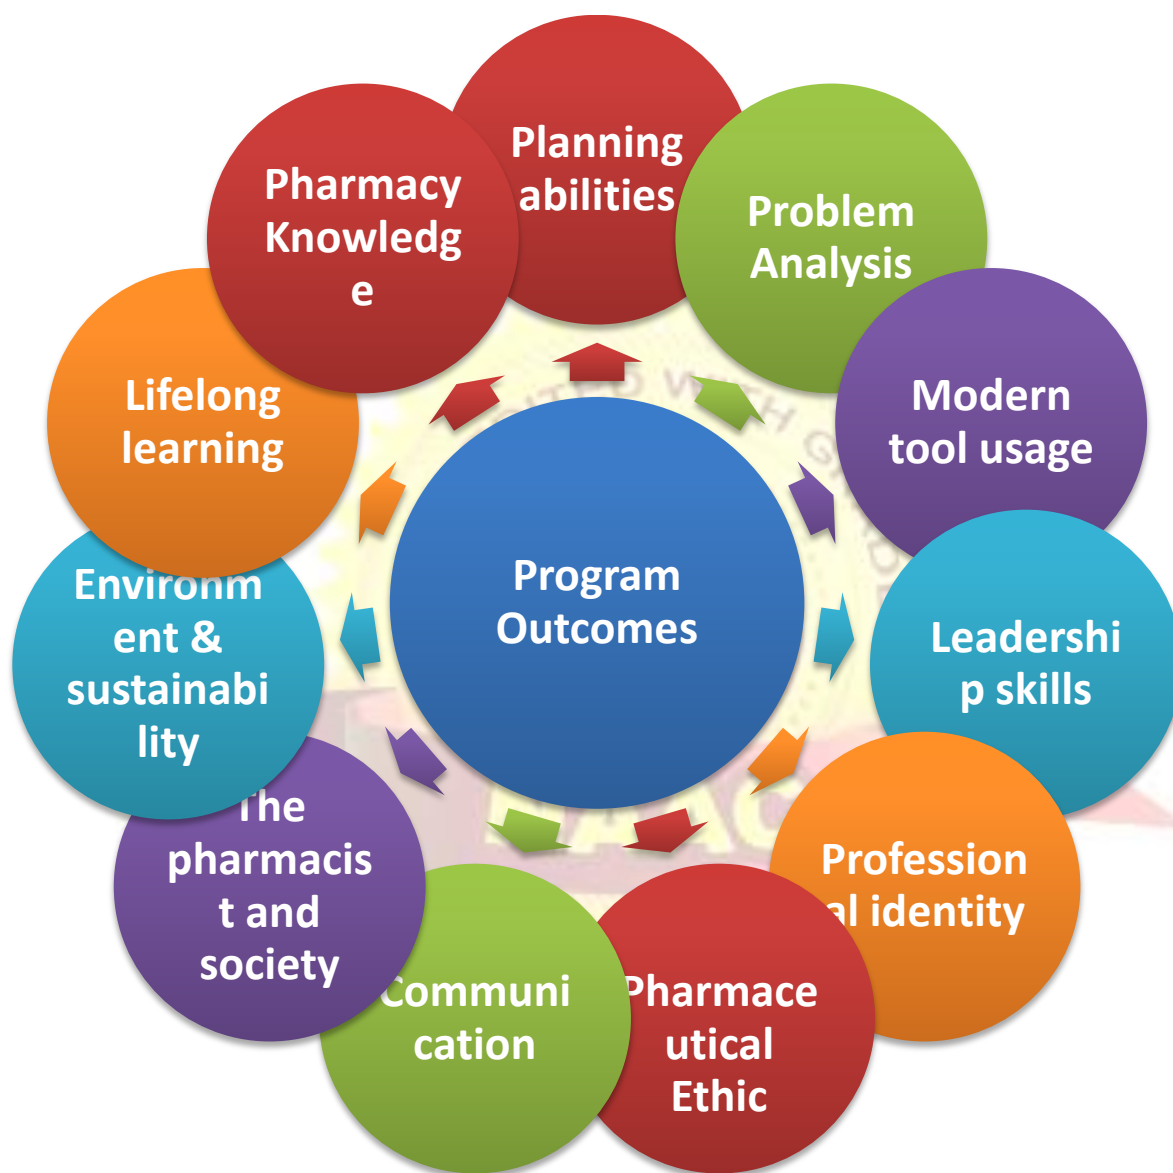 Planning
abilities
Problem
Analysis
Modern
tool usage
Leadershi
p skills
Profession
al identity
Pharmace
utical
Ethic
Communi
cation
The
pharmacis
t and
society
Environm
ent &
sustainabi
lity
Lifelong
learning
Pharmacy
Knowledg
e
Program
Outcomes
WITH